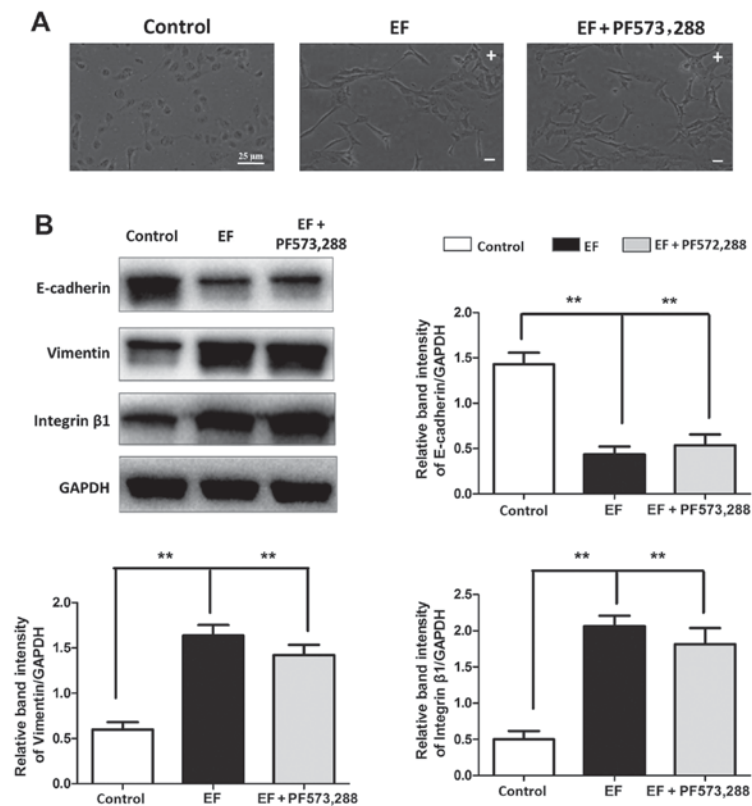 A
Control
EF
EF + PF573,288
25 μm
+
−
+
−
B
Control
EF
EF +
PF573,288
E-cadherin
Vimentin
Integrin β1
GAPDH
Control
EF
EF + PF572,288
Relative band intensity
of E-cadherin/GAPDH
2.0
1.5
1.0
0.5
0.0
**
**
Control
EF
EF + PF573,288
Relative band intensity
of Vimentin/GAPDH
2.0
1.5
1.0
0.5
0.0
**
**
Control
EF
EF + PF573,288
Relative band intensity
of Integrin β1/GAPDH
2.5
2.0
1.5
1.0
0.5
0.0
**
**
Control
EF
EF + PF573,288